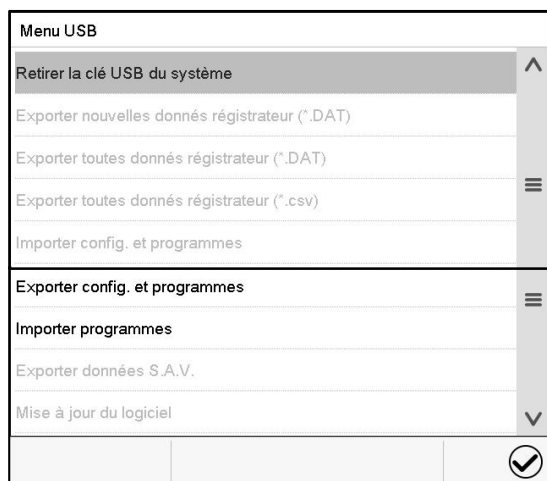 Menu USB
Retirer la clé USB du système
Exporter nouvelles donnés régistrateur (*.DAT)
Exporter toutes donnés régistrateur (*.DAT)
Exporter toutes donnés régistrateur (*.csv)
Importer config. et programmes
Exporter config. et programmes
Importer programmes
Exporter données S.A.V.
Mise à jour du logiciel